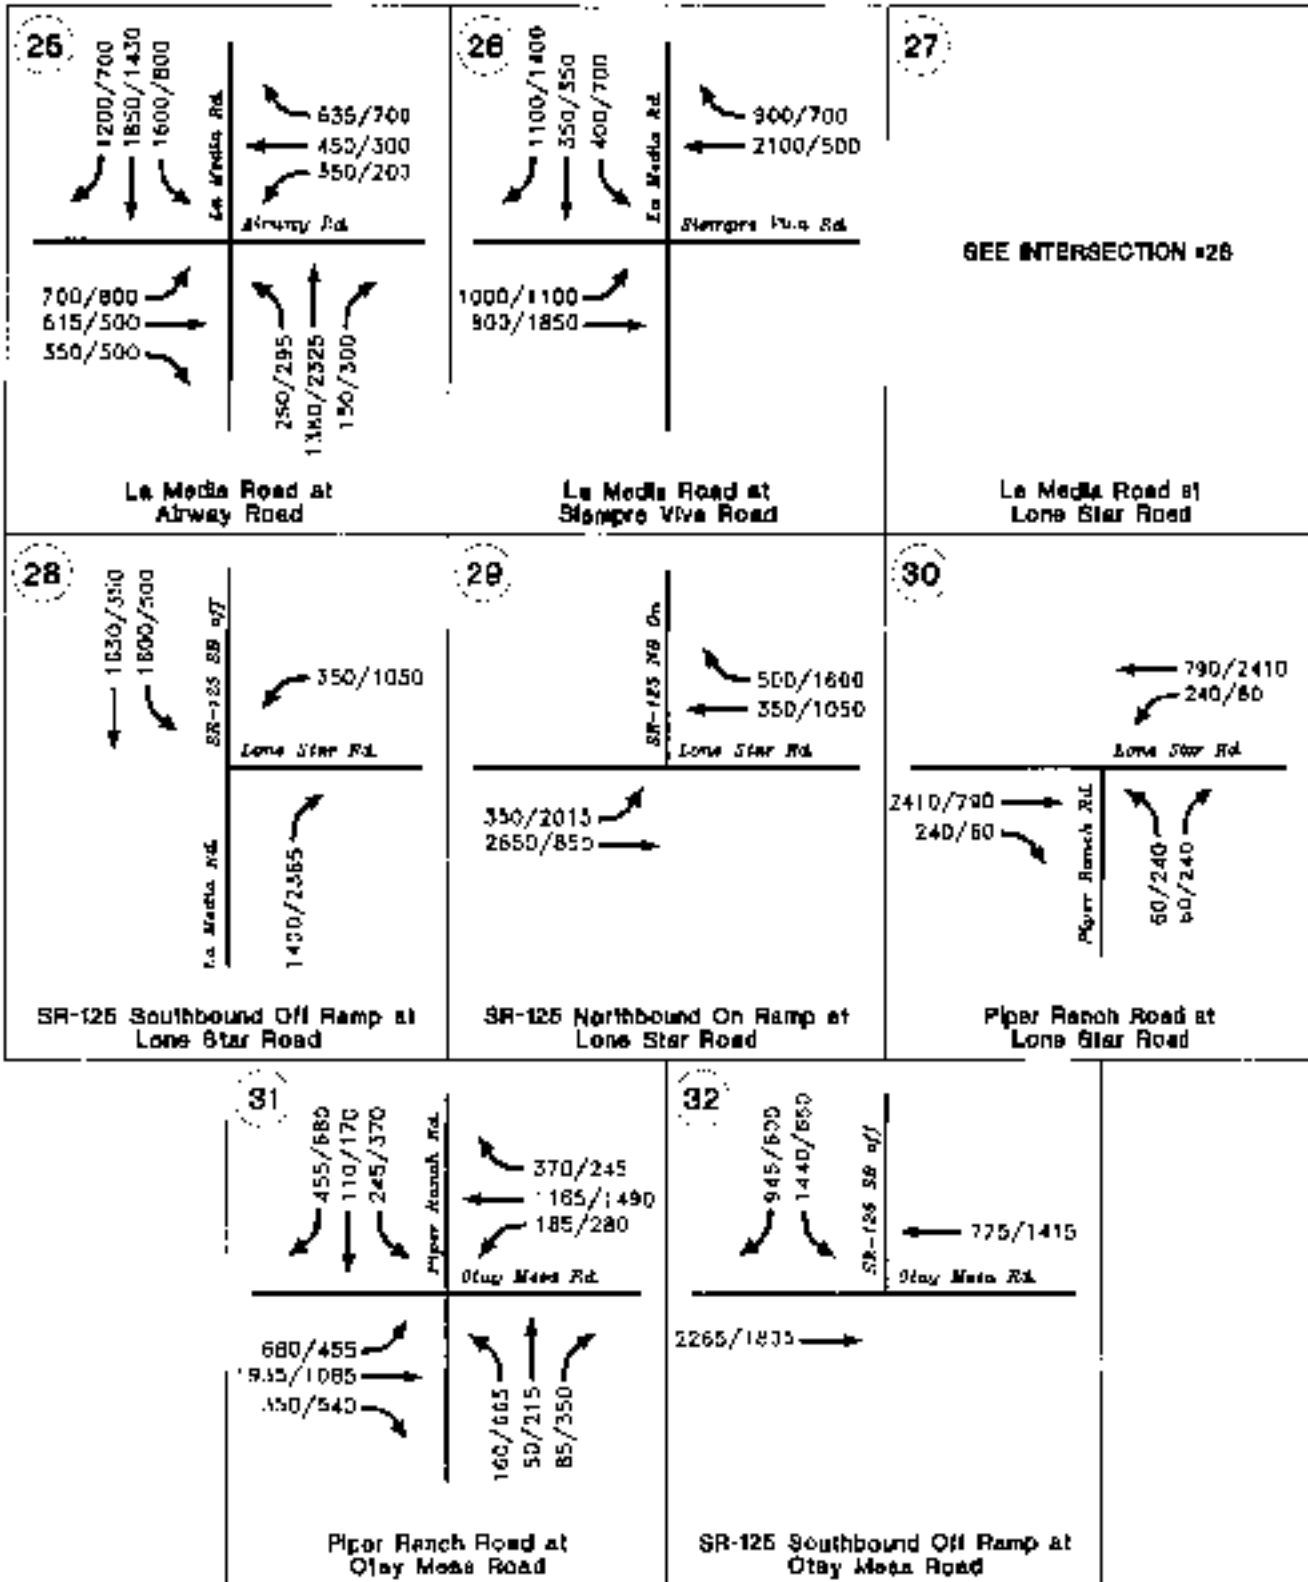 25
1200/700
1850/1430
1600/800
La Media Rd.
635/700
450/300
350/200
Airway Rd.
700/800
615/500
350/500
250/295
1380/2325
150/300
La Media Road at
Airway Road
26
1100/1400
350/350
400/700
La Media Rd.
900/700
2100/500
Siempre Viva Rd.
1000/1100
900/1850
La Media Road at
Siempre Viva Road
27
SEE INTERSECTION #28
La Media Road at
Lone Star Road
28
1630/350
1600/500
SR-125 SB off
350/1050
Lone Star Rd.
La Media Rd.
1400/2365
SR-125 Southbound Off Ramp at
Lone Star Road
29
SR-125 NB On
500/1600
350/1050
Lone Star Rd.
350/2015
2650/850
SR-125 Northbound On Ramp at
Lone Star Road
30
790/2410
240/60
Lone Star Rd.
2410/790
240/60
Piper Ranch Rd.
60/240
60/240
Piper Ranch Road at
Lone Star Road
31
455/680
110/170
245/370
Piper Ranch Rd.
370/245
1165/1490
185/280
Otay Mesa Rd.
680/455
1935/1085
350/540
160/665
50/215
85/350
Piper Ranch Road at
Otay Mesa Road
32
945/600
1440/650
SR-125 SB off
775/1415
Otay Mesa Rd.
2265/1835
SR-125 Southbound Off Ramp at
Otay Mesa Road